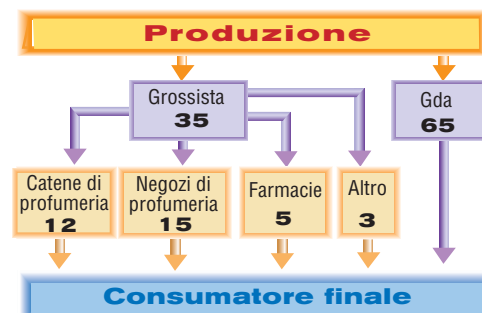 Produzione
Grossista
35
Gda
65
Catene di
profumeria
12
Negozi di
profumeria
15
Farmacie
5
Altro
3
Consumatore finale